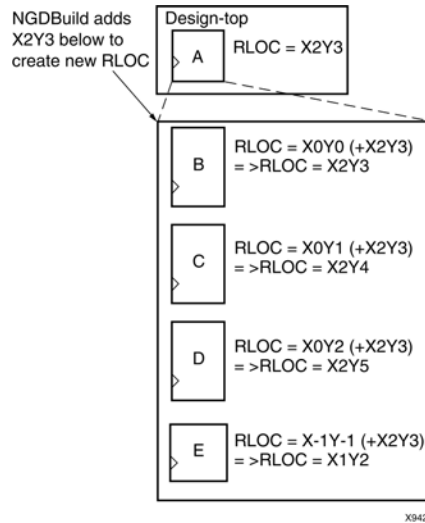 NGDBuild adds
X2Y3 below to
create new RLOC
Design-top
A
RLOC = X2Y3
B
RLOC = X0Y0 (+X2Y3)
= >RLOC = X2Y3
C
RLOC = X0Y1 (+X2Y3)
= >RLOC = X2Y4
D
RLOC = X0Y2 (+X2Y3)
= >RLOC = X2Y5
E
RLOC = X-1Y-1 (+X2Y3)
= >RLOC = X1Y2
X942